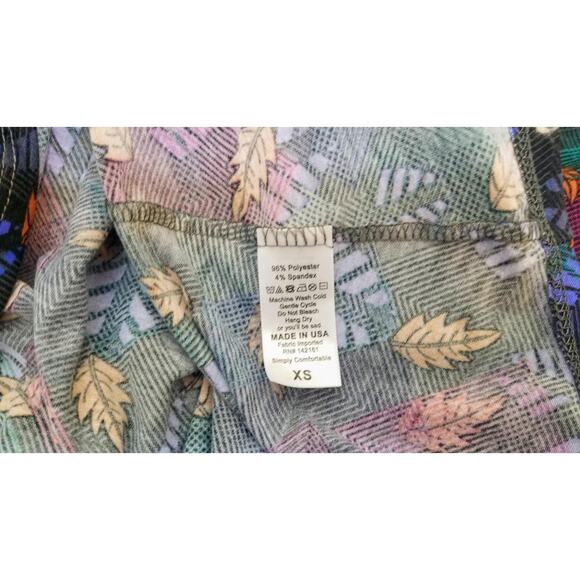 96% Polyester
4% Spandex
Machine Wash Cold
Gentle Cycle
Do Not Bleach
Hang Dry
or you'll be sad
MADE IN USA
Fabric Imported
RN# 142161
Simply Comfortable
XS